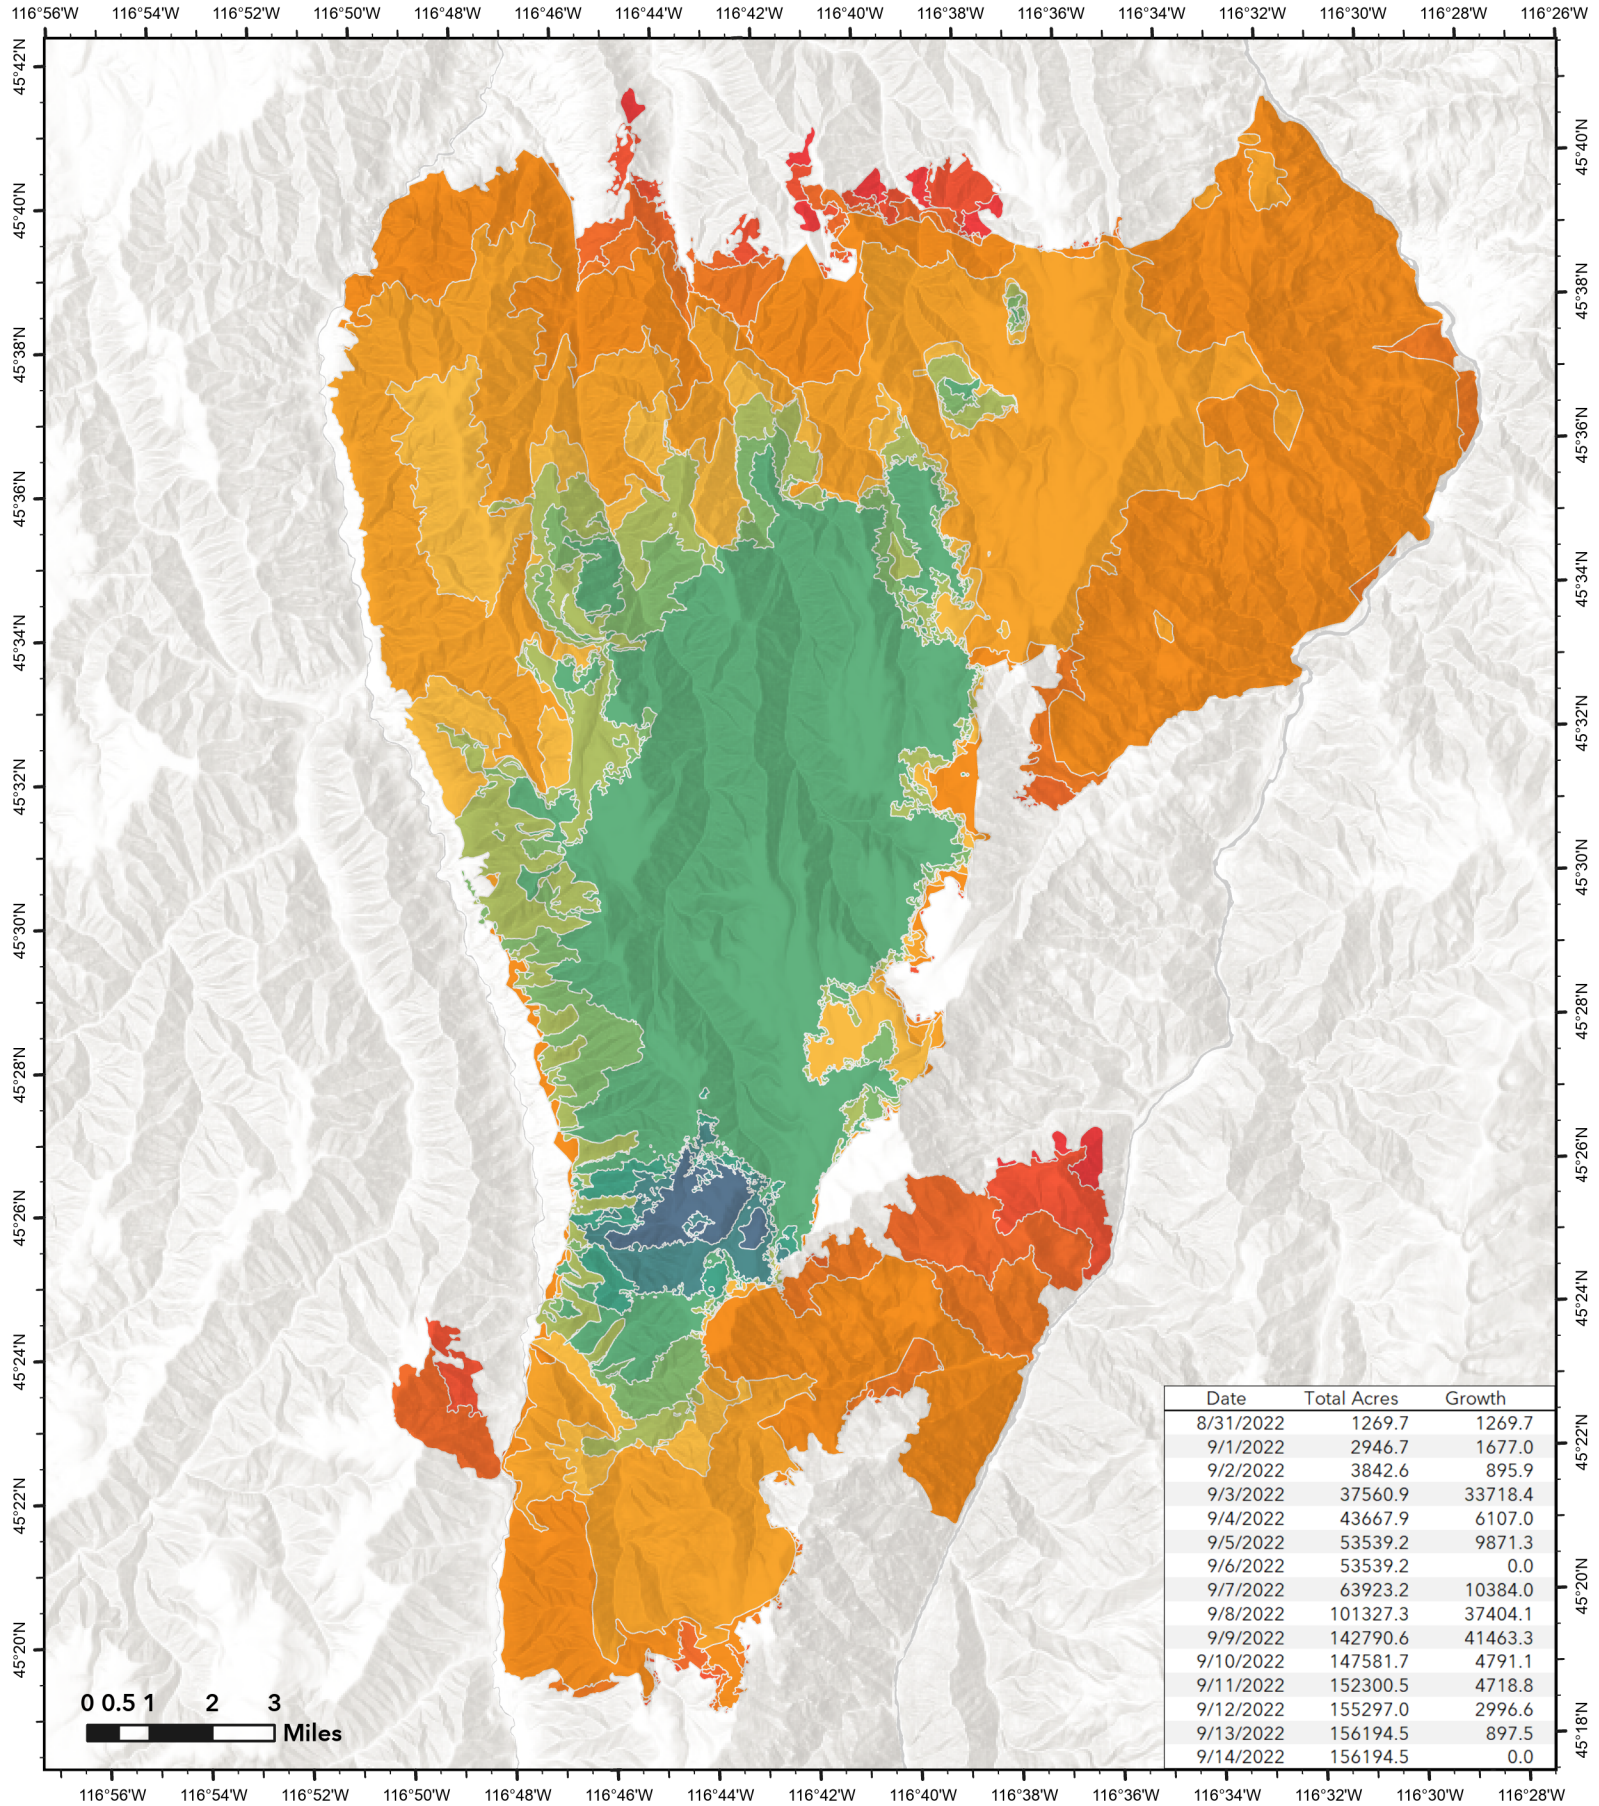 116°56'W 116°54'W 116°52'W 116°50'W 116°48'W 116°46'W 116°44'W 116°42'W 116°40'W 116°38'W 116°36'W 116°34'W 116°32'W 116°30'W 116°28'W 116°26'W
45°42'N
45°40'N
45°38'N
45°36'N
45°34'N
45°32'N
45°30'N
45°28'N
45°26'N
45°24'N
45°22'N
45°20'N
45°40'N
45°38'N
45°36'N
45°34'N
45°32'N
45°30'N
45°28'N
45°26'N
45°24'N
45°22'N
45°20'N
45°18'N
Date Total Acres Growth
8/31/2022 1269.7 1269.7
9/1/2022 2946.7 1677.0
9/2/2022 3842.6 895.9
9/3/2022 37560.9 33718.4
9/4/2022 43667.9 6107.0
9/5/2022 53539.2 9871.3
9/6/2022 53539.2 0.0
9/7/2022 63923.2 10384.0
9/8/2022 101327.3 37404.1
9/9/2022 142790.6 41463.3
9/10/2022 147581.7 4791.1
9/11/2022 152300.5 4718.8
9/12/2022 155297.0 2996.6
9/13/2022 156194.5 897.5
9/14/2022 156194.5 0.0
0 0.5 1 2 3
Miles
116°56'W 116°54'W 116°52'W 116°50'W 116°48'W 116°46'W 116°44'W 116°42'W 116°40'W 116°38'W 116°36'W 116°34'W 116°32'W 116°30'W 116°28'W